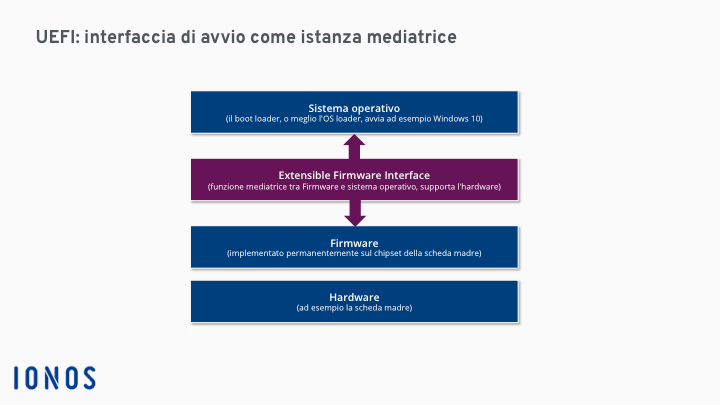 UEFI: interfaccia di avvio come istanza mediatrice
Sistema operativo
(il boot loader, o meglio l'OS loader, avvia ad esempio Windows 10)
Extensible Firmware Interface
(funzione mediatrice tra Firmware e sistema operativo, supporta l'hardware)
Firmware
(implementato permanentemente sul chipset della scheda madre)
Hardware
(ad esempio la scheda madre)
IONOS